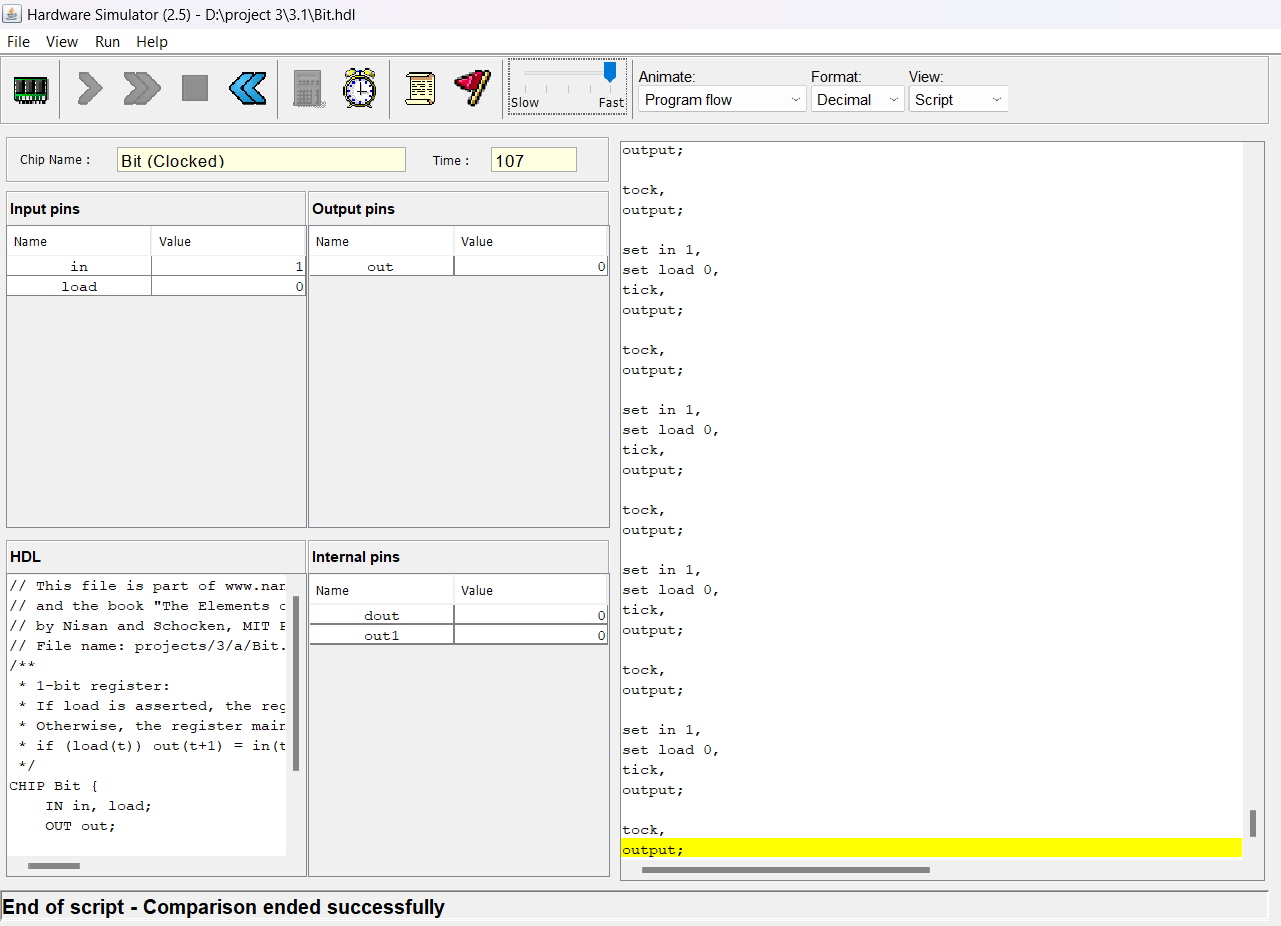 Hardware Simulator (2.5) - D:\project 3\3.1\Bit.hdl
File View Run Help
Slow Fast
Animate: Format: View:
Program flow Decimal Script
Chip Name : Bit (Clocked) Time : 107
Input pins
Name Value
in 1
load 0
Output pins
Name Value
out 0
HDL
// This file is part of www.nan
// and the book "The Elements o
// by Nisan and Schocken, MIT P
// File name: projects/3/a/Bit.
/**
* 1-bit register:
* If load is asserted, the reg
* Otherwise, the register main
* if (load(t)) out(t+1) = in(t
*/
CHIP Bit {
IN in, load;
OUT out;
Internal pins
Name Value
dout 0
out1 0
output;
tock,
output;
set in 1,
set load 0,
tick,
output;
tock,
output;
set in 1,
set load 0,
tick,
output;
tock,
output;
set in 1,
set load 0,
tick,
output;
tock,
output;
set in 1,
set load 0,
tick,
output;
tock,
output;
End of script - Comparison ended successfully